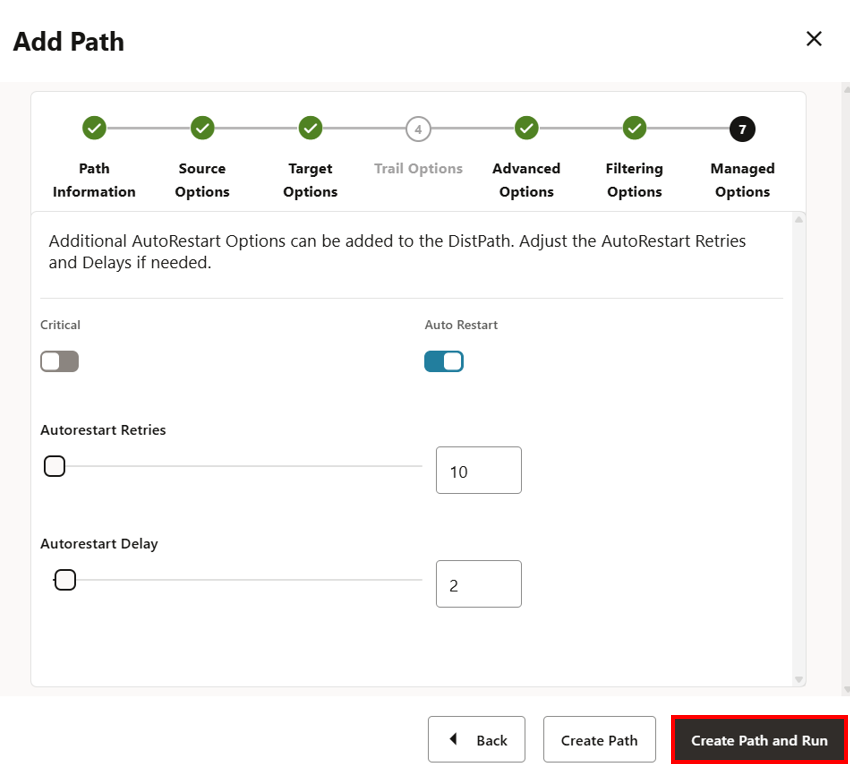 Add Path
4
7
Path Information
Source Options
Target Options
Trail Options
Advanced Options
Filtering Options
Managed Options
Additional AutoRestart Options can be added to the DistPath. Adjust the AutoRestart Retries
and Delays if needed.
Critical
Auto Restart
Autorestart Retries
10
Autorestart Delay
2
Back
Create Path
Create Path and Run